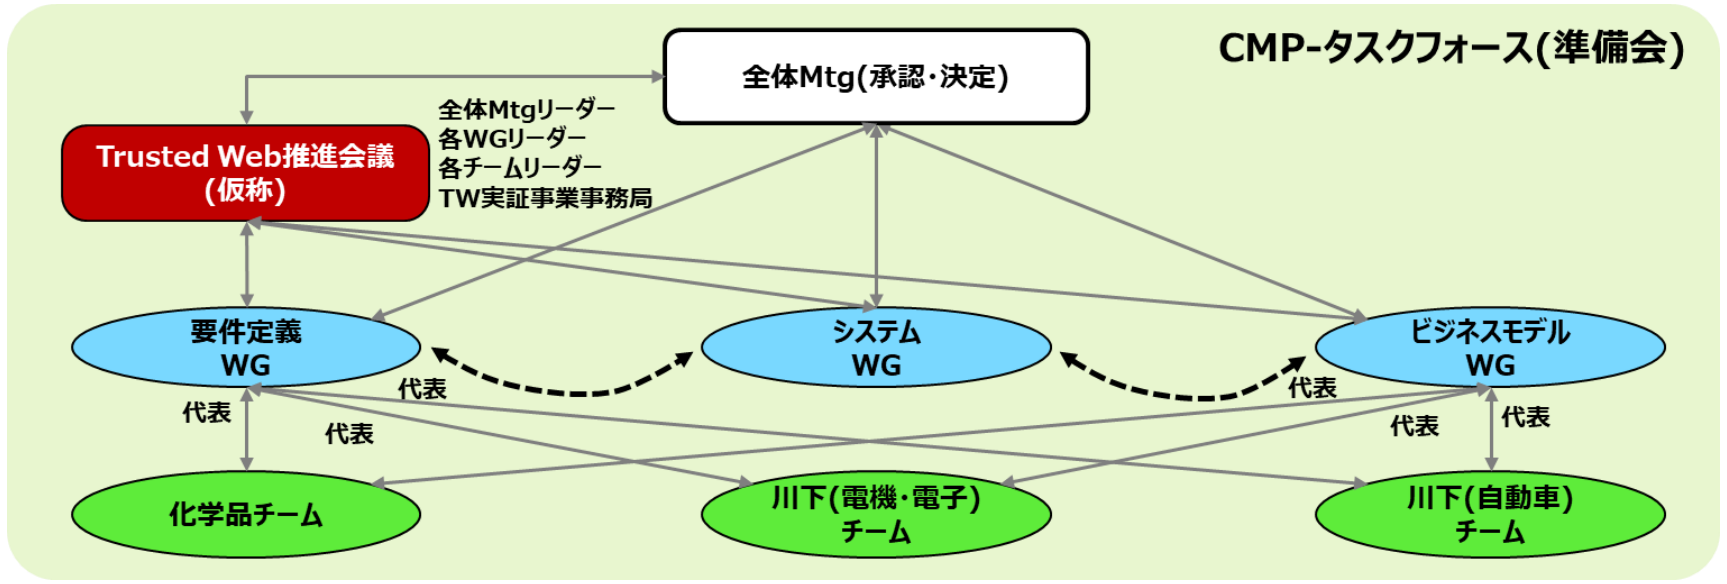 CMP-タスクフォース(準備会)
全体Mtg(承認・決定)
全体Mtgリーダー
各WGリーダー
各チームリーダー
TW実証事業事務局
Trusted Web推進会議
(仮称)
要件定義
WG
システム
WG
ビジネスモデル
WG
代表
代表
代表
代表
代表
代表
化学品チーム
川下(電機・電子)
チーム
川下(自動車)
チーム